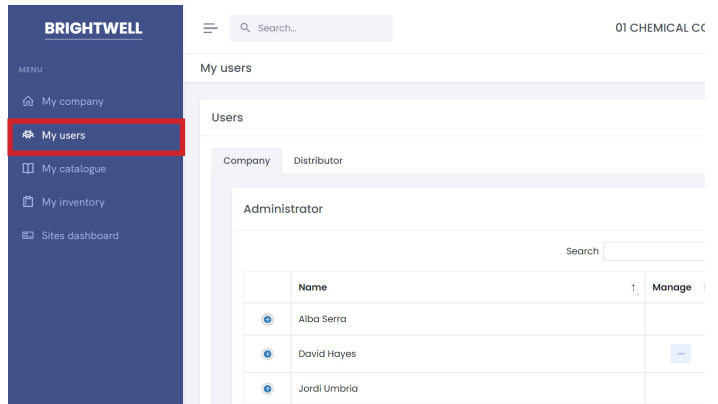 BRIGHTWELL
Search...
01 CHEMICAL CO
MENU
My users
My company
My users
My catalogue
My inventory
Sites dashboard
Users
Company Distributor
Administrator
Search
Name Manage
Alba Serra
David Hayes ...
Jordi Umbria